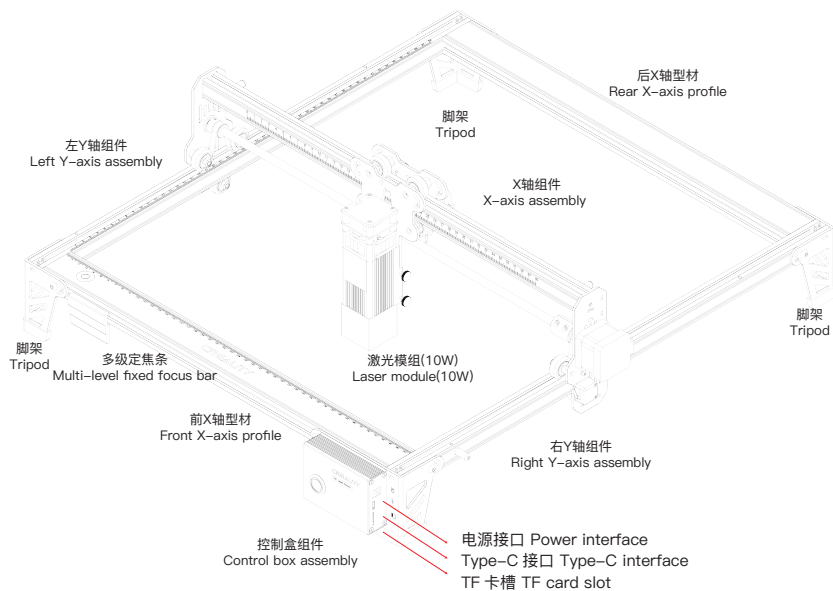 后X轴型材
Rear X-axis profile
脚架
Tripod
左Y轴组件
Left Y-axis assembly
X轴组件
X-axis assembly
脚架
Tripod
脚架
Tripod
多级定焦条
Multi-level fixed focus bar
CREALITY
激光模组(10W)
Laser module(10W)
前X轴型材
Front X-axis profile
右Y轴组件
Right Y-axis assembly
CREALITY
控制盒组件
Control box assembly
电源接口 Power interface
Type-C 接口 Type-C interface
TF 卡槽 TF card slot